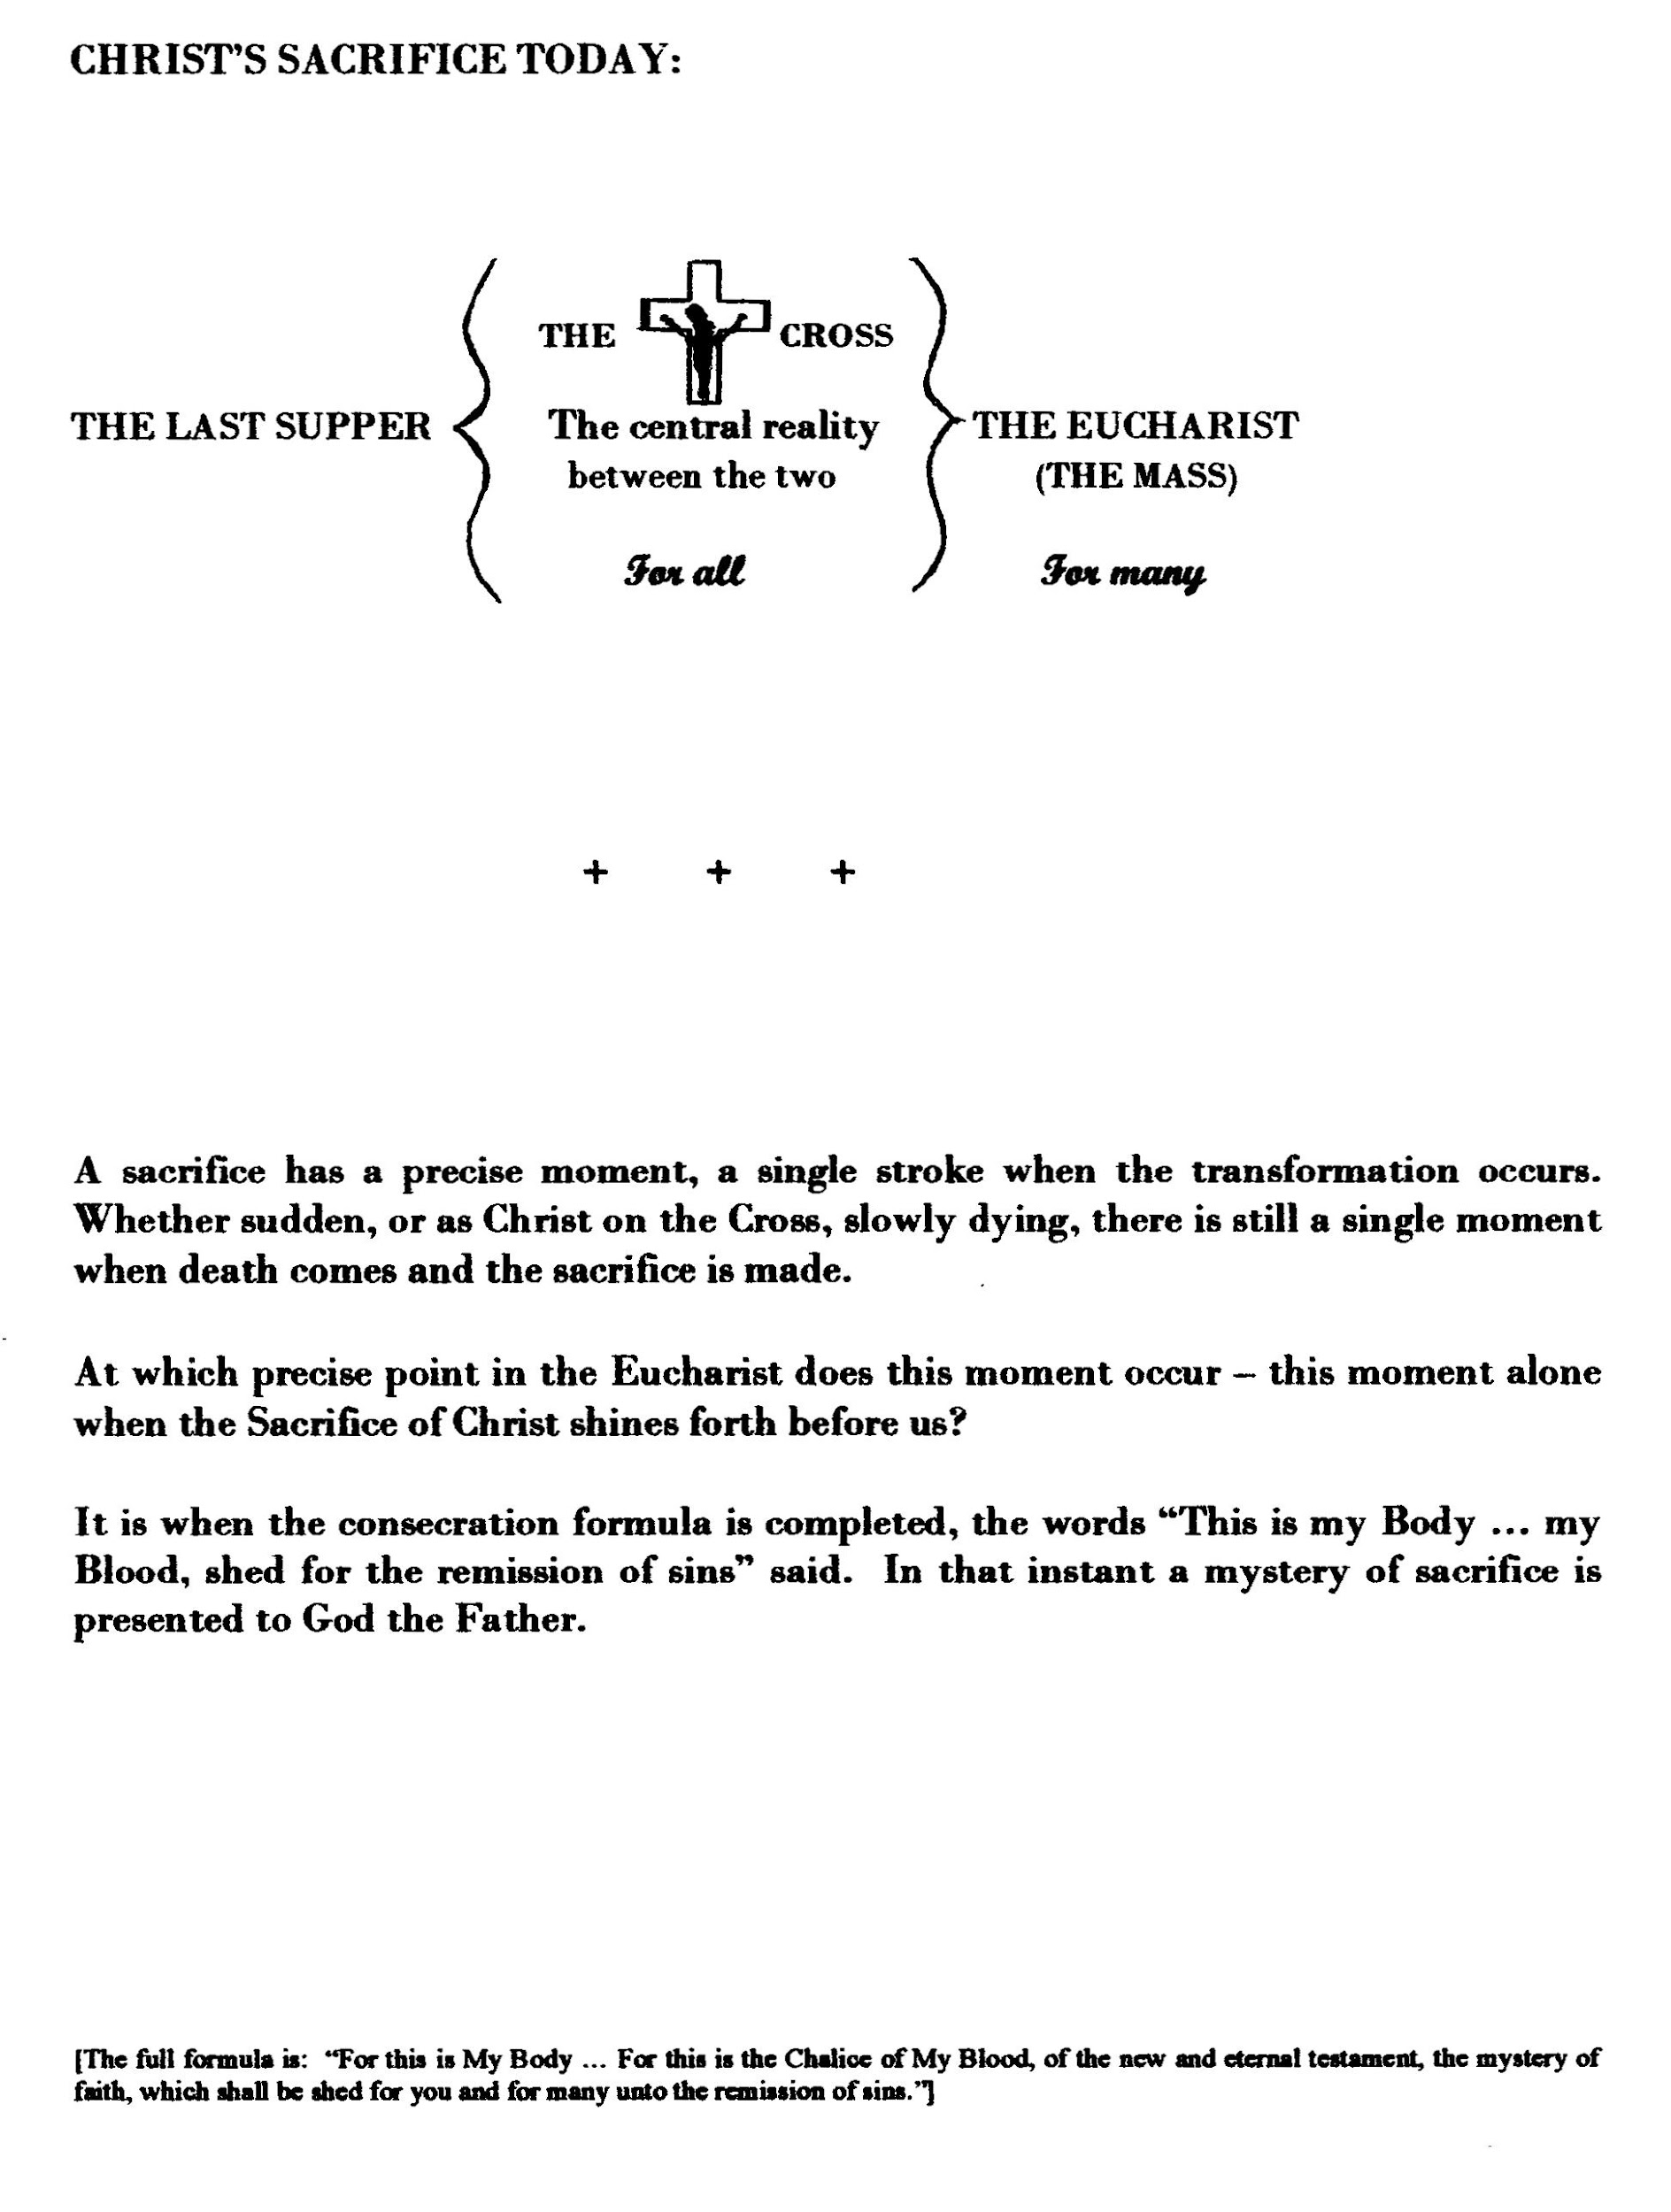 CHRIST'S SACRIFICE TODAY:
THE CROSS
THE LAST SUPPER
The central reality
between the two
For all
THE EUCHARIST
(THE MASS)
For many
+ + +
A sacrifice has a precise moment, a single stroke when the transformation occurs.
Whether sudden, or as Christ on the Cross, slowly dying, there is still a single moment
when death comes and the sacrifice is made.
At which precise point in the Eucharist does this moment occur – this moment alone
when the Sacrifice of Christ shines forth before us?
It is when the consecration formula is completed, the words “This is my Body ... my
Blood, shed for the remission of sins” said. In that instant a mystery of sacrifice is
presented to God the Father.
[The full formula is: “For this is My Body ... For this is the Chalice of My Blood, of the new and eternal testament, the mystery of
faith, which shall be shed for you and for many unto the remission of sins.”]